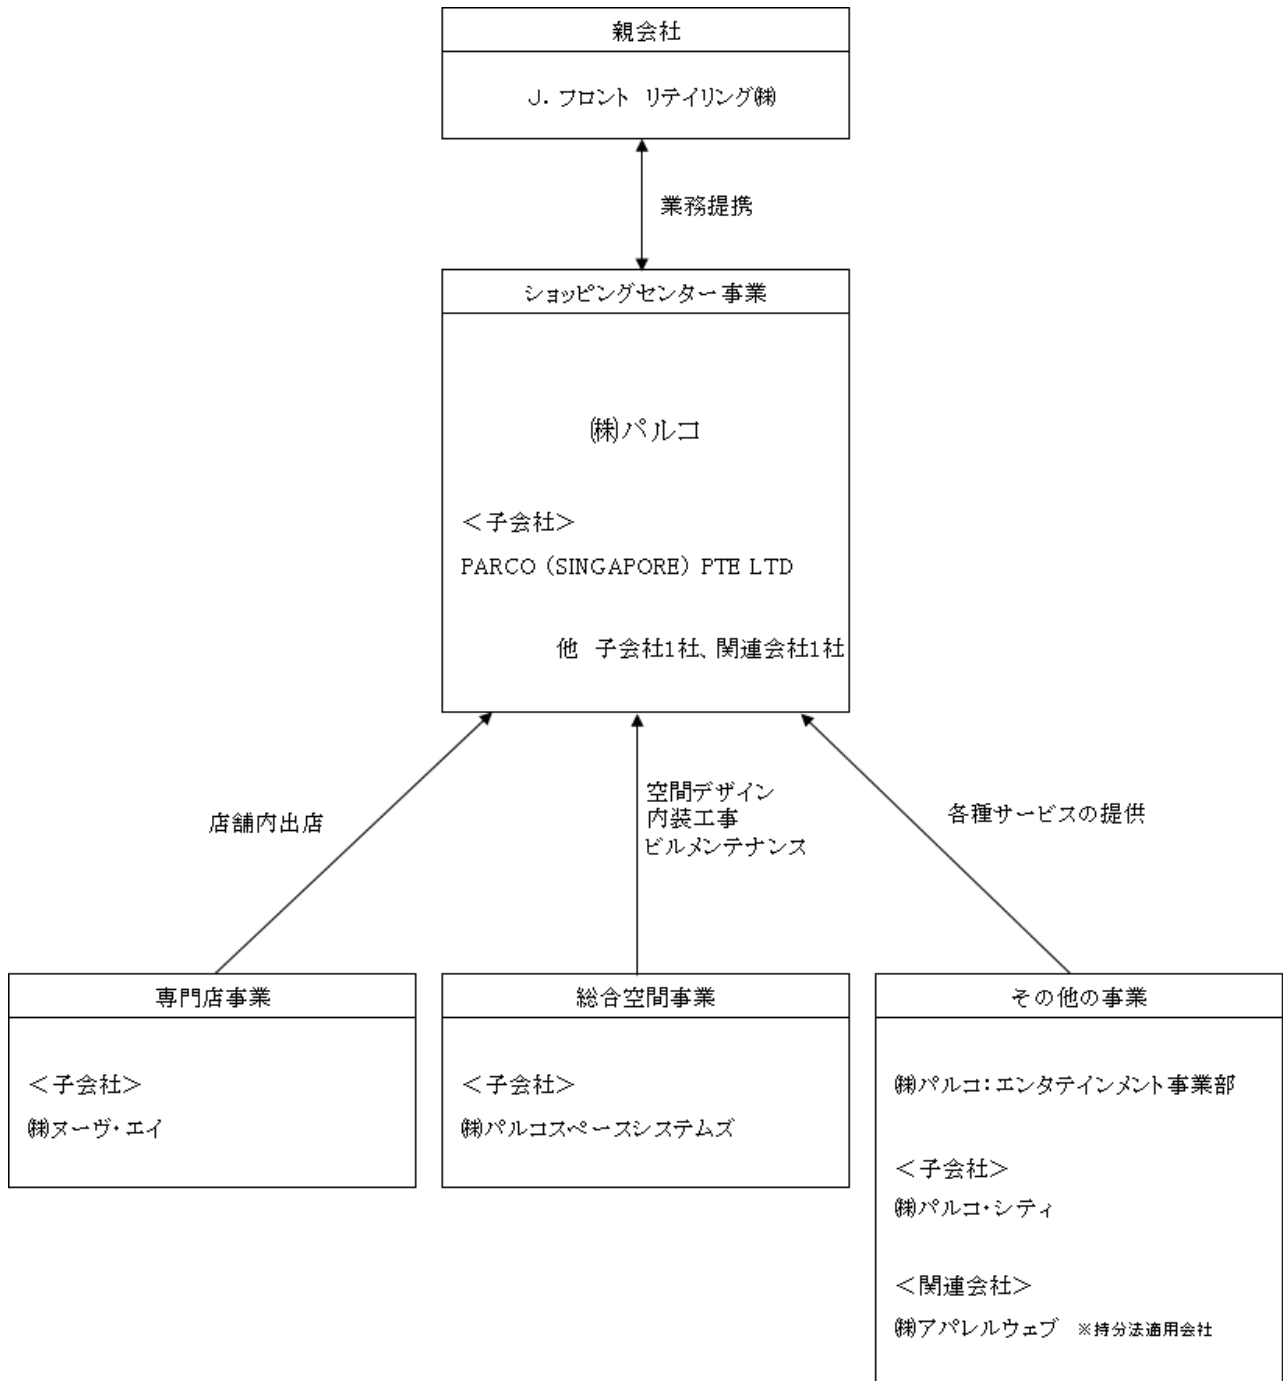 親会社
J. フロント リテイリング㈱
業務提携
ショッピングセンター事業
㈱パルコ
＜子会社＞
PARCO (SINGAPORE) PTE LTD
他 子会社1社、関連会社1社
店舗内出店
空間デザイン
内装工事
ビルメンテナンス
各種サービスの提供
専門店事業
＜子会社＞
㈱ヌーヴ・エイ
総合空間事業
＜子会社＞
㈱パルコスペースシステムズ
その他の事業
㈱パルコ：エンタテインメント事業部
＜子会社＞
㈱パルコ・シティ
＜関連会社＞
㈱アパレルウェブ ※持分法適用会社